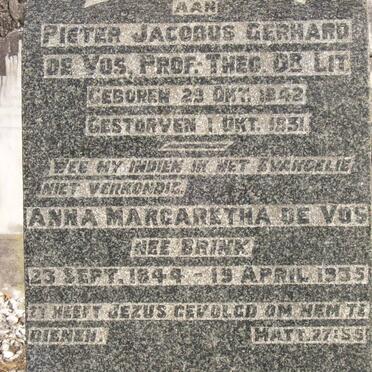 AAN
PIETER JACOBUS GERHARD
DE VOS, PROF. THEO. DR LIT
GEBOREN 29 OKT. 1842
GESTORVEN 1 OKT. 1931
WEE MY INDIEN IK HET EVANGELIE
NIET VERKONDIG.
ANNA MARGARETHA DE VOS
NEE BRINK
23 SEPT. 1844 - 19 APRIL 1935
ZY HEEFT JEZUS GEVOLGD OM HEM TE
DIENEN. MATT. 27:55